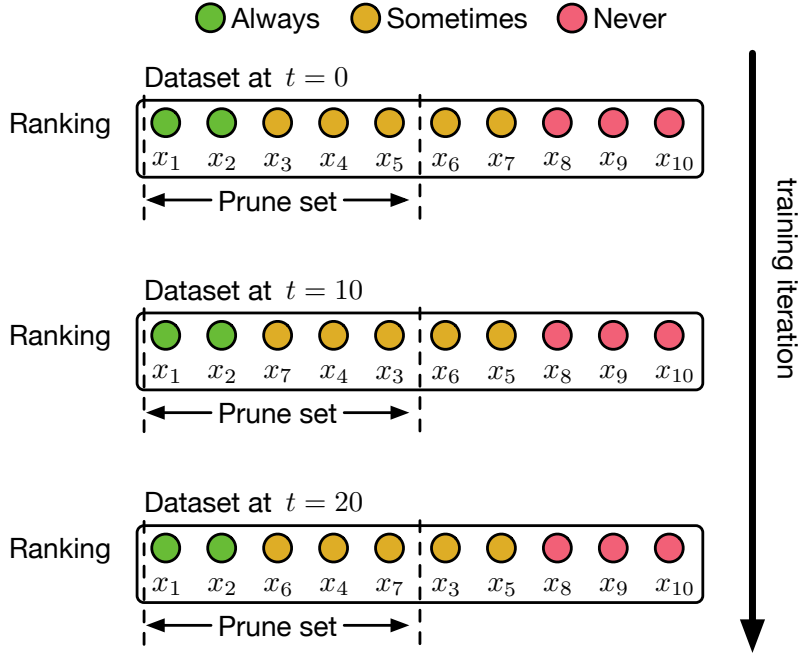 Always Sometimes Never
Dataset at t = 0
Ranking
x₁ x₂ x₃ x₄ x₅ x₆ x₇ x₈ x₉ x₁₀
Prune set
Dataset at t = 10
Ranking
x₁ x₂ x₇ x₄ x₃ x₆ x₅ x₈ x₉ x₁₀
Prune set
Dataset at t = 20
Ranking
x₁ x₂ x₆ x₄ x₇ x₃ x₅ x₈ x₉ x₁₀
Prune set
training iteration